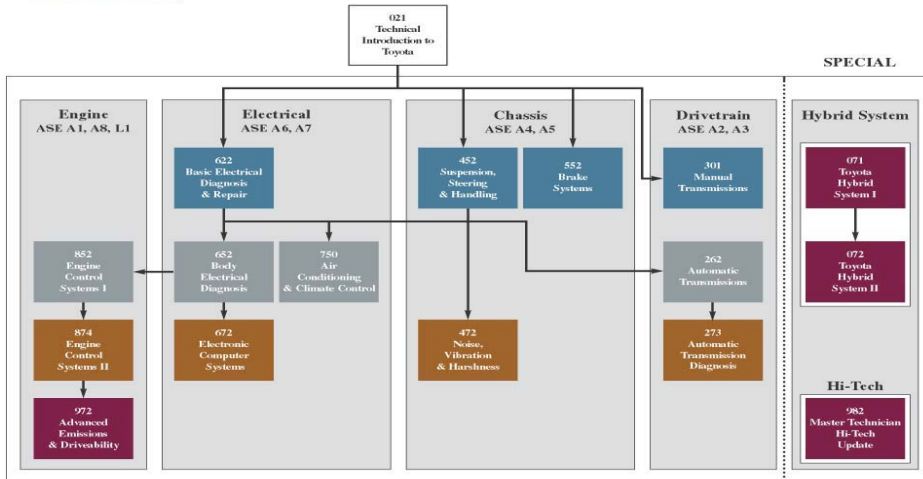 021
Technical
Introduction to
Toyota
SPECIAL
Engine
ASE A1, A8, L1
Electrical
ASE A6, A7
Chassis
ASE A4, A5
Drivetrain
ASE A2, A3
Hybrid System
622
Basic Electrical
Diagnosis
& Repair
452
Suspension,
Steering
& Handling
552
Brake
Systems
301
Manual
Transmissions
071
Toyota
Hybrid
System I
852
Engine
Control
Systems I
652
Body
Electrical
Diagnosis
750
Air
Conditioning
& Climate Control
262
Automatic
Transmissions
072
Toyota
Hybrid
System II
874
Engine
Control
Systems II
672
Electronic
Computer
Systems
472
Noise,
Vibration
& Harshness
273
Automatic
Transmission
Diagnosis
Hi-Tech
972
Advanced
Emissions
& Driveability
982
Master Technician
Hi-Tech
Update